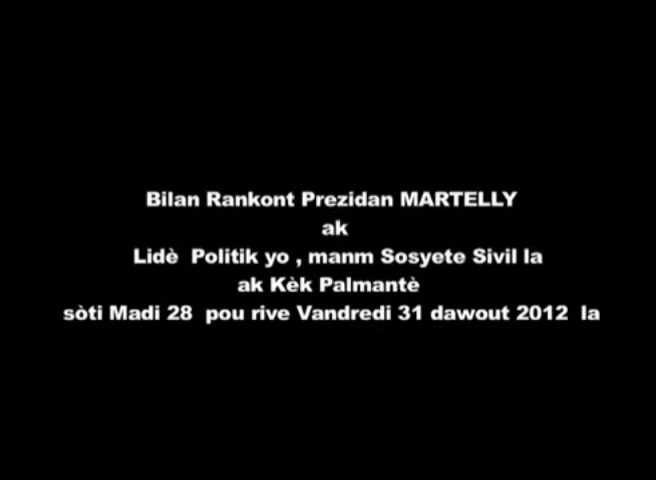 Bilan Rankont Prezidan MARTELLY
ak
Lidè Politik yo , manm Sosyete Sivil la
ak Kèk Palmantè
sòti Madi 28 pou rive Vandredi 31 dawout 2012 la